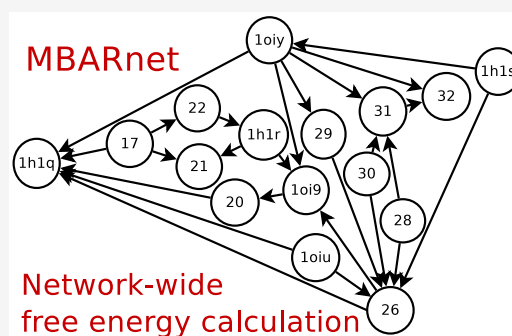 1oiy
MBARnet
1h1s
32
31
22
29
17
1h1r
1h1q
21
30
1oi9
20
28
1oiu
Network-wide
26
free energy calculation